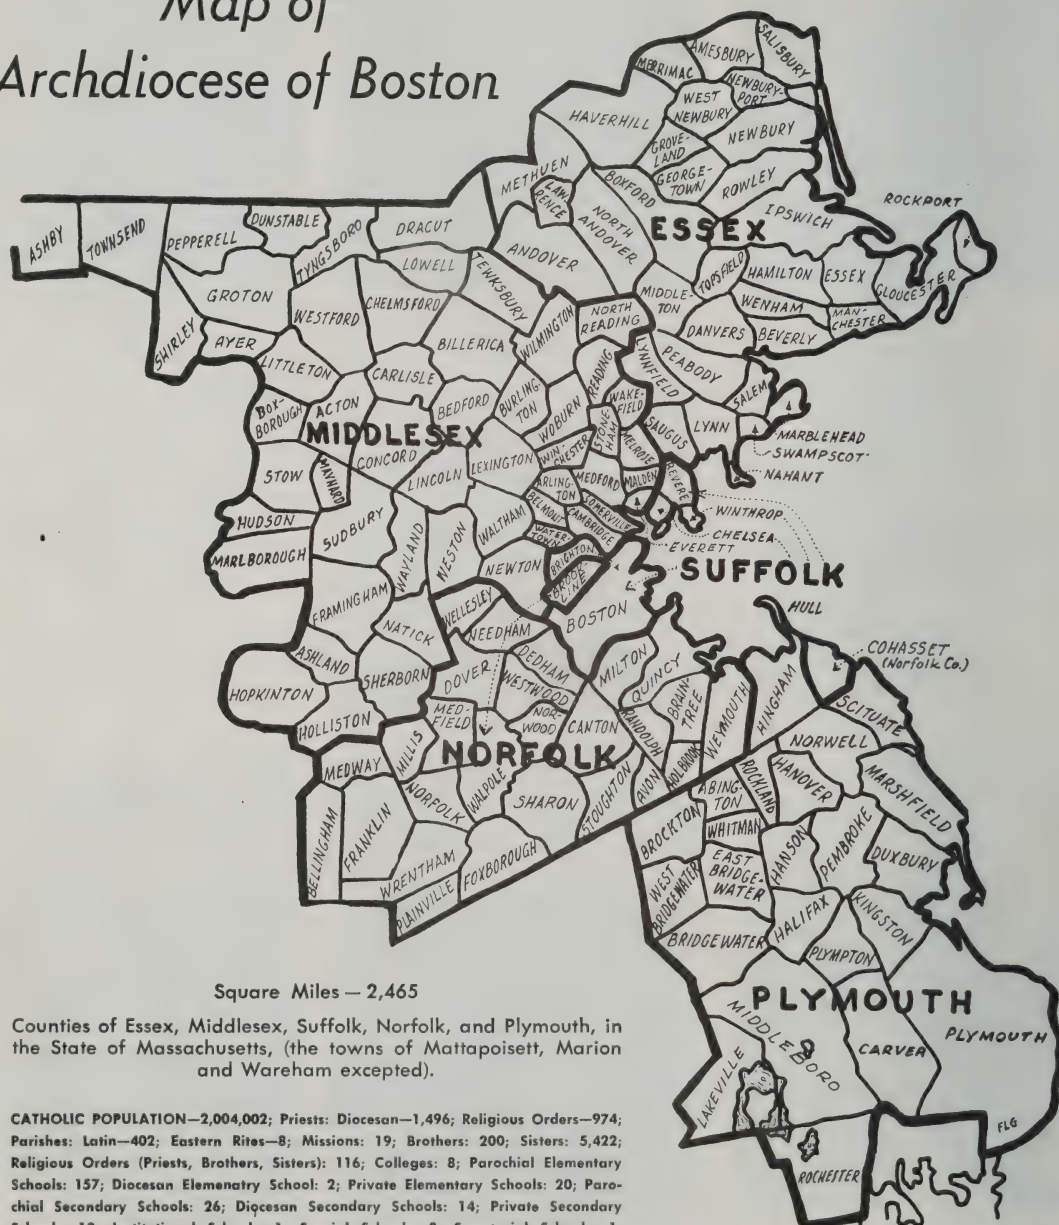 Map of
Archdiocese of Boston
SALISBURY
AMESBURY
MERRIMAC
NEWBURY-
PORT
WEST
NEWBURY
HAVERHILL
NEWBURY
GROVE-
LAND
METHUEN
GEORGE-
TOWN
BOXFORD
ROWLEY
LAW
RENCE
ROCKPORT
IPSWICH
NORTH
ANDOVER
ESSEX
DUNSTABLE
DRACUT
ASHBY
TOWNSEND
PEPPERELL
TYNGSBORO
ANDOVER
LOWELL
TEWKSBURY
TOPSFIELD
HAMILTON
ESSEX
GLOUCESTER
GROTON
CHELMSFORD
MIDDLE-
TON
WENHAM
MAN-
CHESTER
WESTFORD
NORTH
READING
WILMINGTON
DANVERS
BEVERLY
SHIRLEY
AYER
BILLERICA
LYNNFIELD
PEABODY
LITTLETON
CARLISLE
READING
SALEM
BOX-
BOROUGH
ACTON
BEDFORD
BURLING-
TON
WOBURN
WAKE-
FIELD
STONE-
HAM
SAUGUS
LYNN
MIDDLESEX
MARBLEHEAD
SWAMPSCOT
CONCORD
LEXINGTON
WIN-
CHESTER
MELROSE
NAHANT
STOW
MAYNARD
LINCOLN
ARLING-
TON
MEDFORD
MALDEN
REVERE
BELMONT
SOMERVILLE
WINTHROP
HUDSON
SUDBURY
WALTHAM
CAMBRIDGE
CHELSEA
WATER-
TOWN
EVERETT
MARLBOROUGH
WAYLAND
WESTON
NEWTON
BRIGHTON
BROOK-
LINE
SUFFOLK
FRAMINGHAM
WELLESLEY
BOSTON
HULL
NATICK
NEEDHAM
COHASSET
(Norfolk Co.)
ASHLAND
SHERBORN
DOVER
DEDHAM
MILTON
QUINCY
HINGHAM
HOPKINTON
WESTWOOD
BRAIN-
TREE
WEYMOUTH
SCITUATE
HOLLISTON
MED-
FIELD
NOR-
WOOD
CANTON
RANDOLPH
NORWELL
MILLIS
NORFOLK
MEDWAY
HOLBROOK
ROCKLAND
HANOVER
MARSHFIELD
NORFOLK
WALPOLE
SHARON
STOUGHTON
AVON
ABING-
TON
BELLINGHAM
FRANKLIN
BROCKTON
WHITMAN
HANSON
PEMBROKE
DUXBURY
WRENTHAM
FOXBOROUGH
WEST
BRIDGEWATER
EAST
BRIDGE-
WATER
PLAINVILLE
HALIFAX
KINGSTON
BRIDGEWATER
PLYMPTON
PLYMOUTH
MIDDLEBORO
CARVER
PLYMOUTH
LAKEVILLE
ROCHESTER
FLG
Square Miles — 2,465
Counties of Essex, Middlesex, Suffolk, Norfolk, and Plymouth, in
the State of Massachusetts, (the towns of Mattapoisett, Marion
and Wareham excepted).
CATHOLIC POPULATION—2,004,002; Priests: Diocesan—1,496; Religious Orders—974;
Parishes: Latin—402; Eastern Rites—8; Missions: 19; Brothers: 200; Sisters: 5,422;
Religious Orders (Priests, Brothers, Sisters): 116; Colleges: 8; Parochial Elementary
Schools: 157; Diocesan Elemenatry School: 2; Private Elementary Schools: 20; Paro-
chial Secondary Schools: 26; Diocesan Secondary Schools: 14; Private Secondary